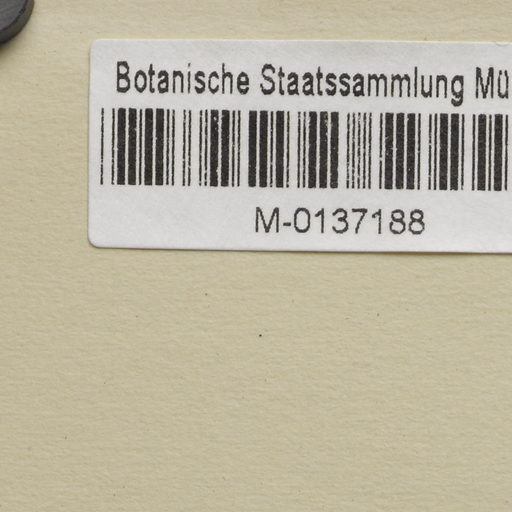 Botanische Staatssammlung Mü
M-0137188